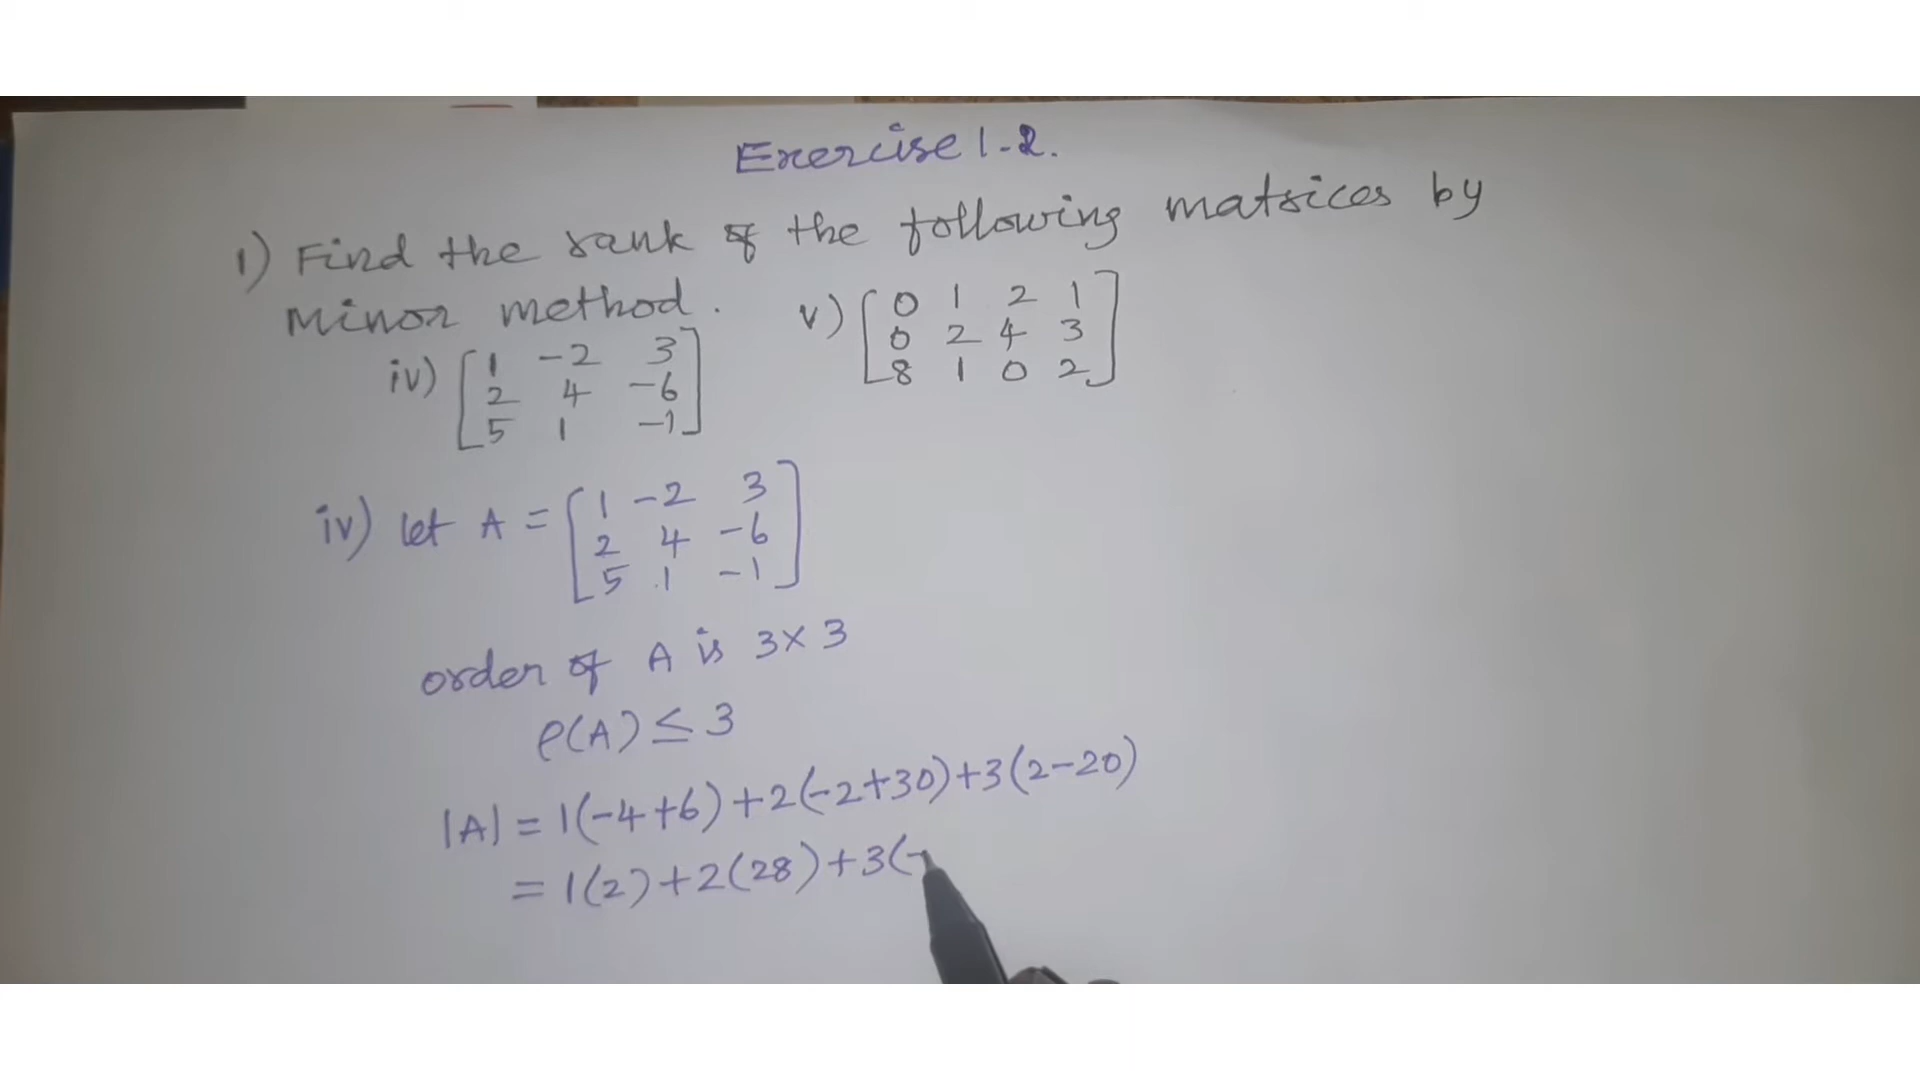 Exercise 1.2.
1) Find the rank of the following matrices by
Minor method.
iv) [1 -2 3
2 4 -6
5 1 -1]
v) [0 1 2 1
0 2 4 3
8 1 0 2]
iv) let A = [1 -2 3
2 4 -6
5 1 -1]
order of A is 3×3
ρ(A) ≤ 3
|A| = 1(-4+6)+2(-2+30)+3(2-20)
= 1(2)+2(28)+3(-